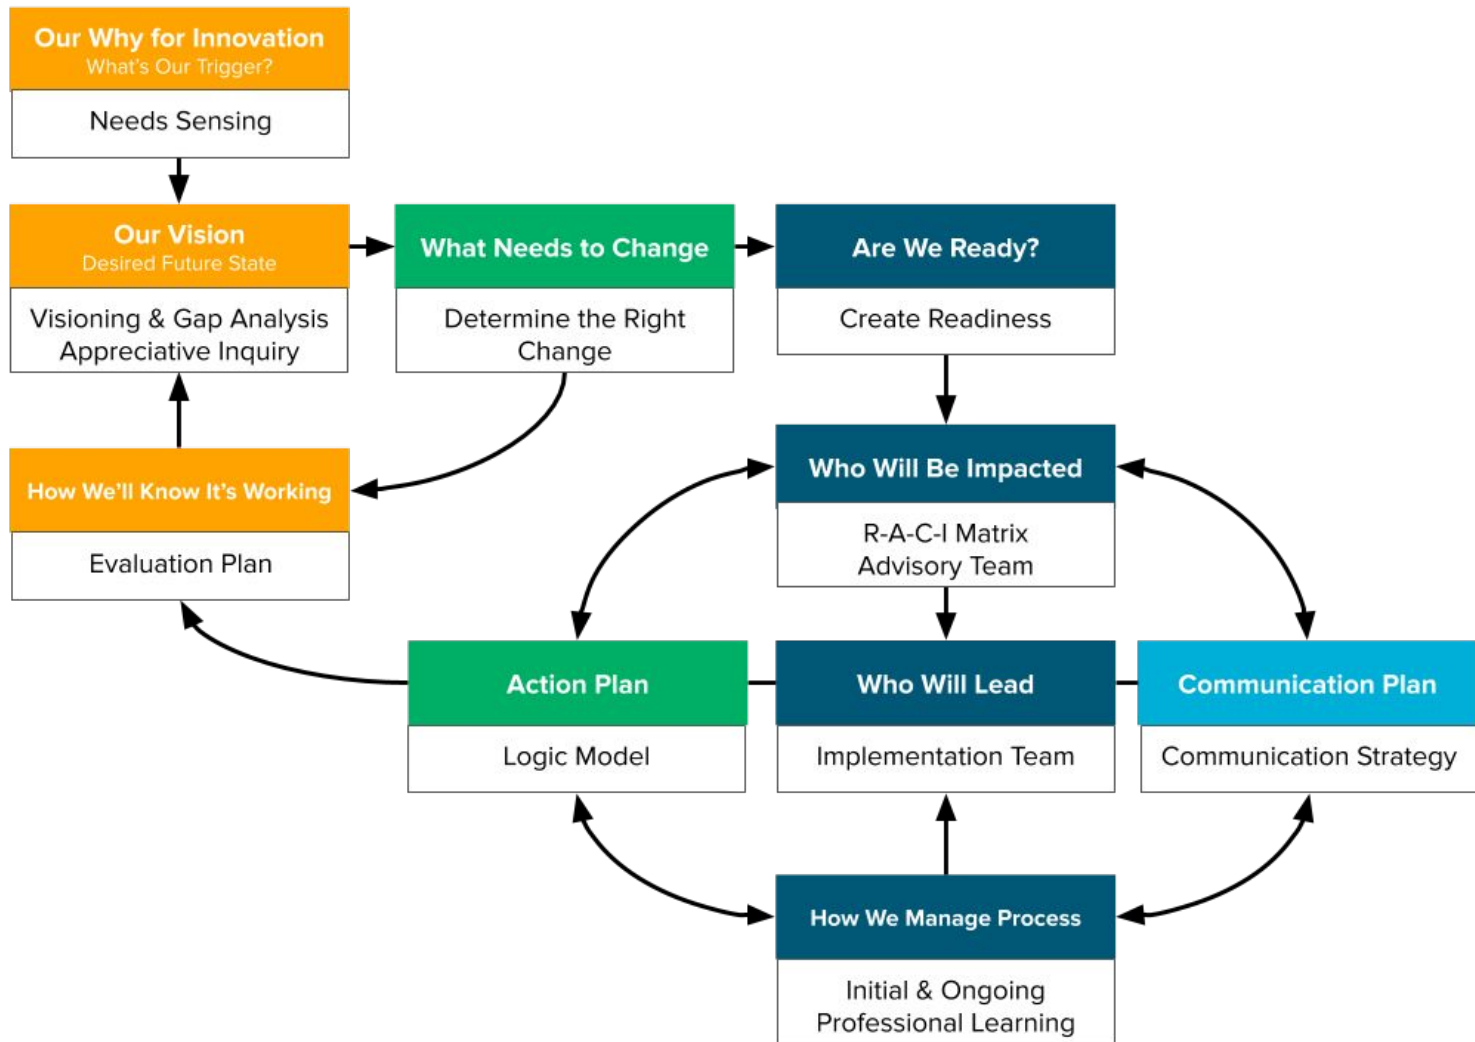 Our Why for Innovation
What's Our Trigger?
Needs Sensing
Our Vision
Desired Future State
Visioning & Gap Analysis
Appreciative Inquiry
What Needs to Change
Determine the Right
Change
Are We Ready?
Create Readiness
How We'll Know It's Working
Evaluation Plan
Who Will Be Impacted
R-A-C-I Matrix
Advisory Team
Action Plan
Logic Model
Who Will Lead
Implementation Team
Communication Plan
Communication Strategy
How We Manage Process
Initial & Ongoing
Professional Learning